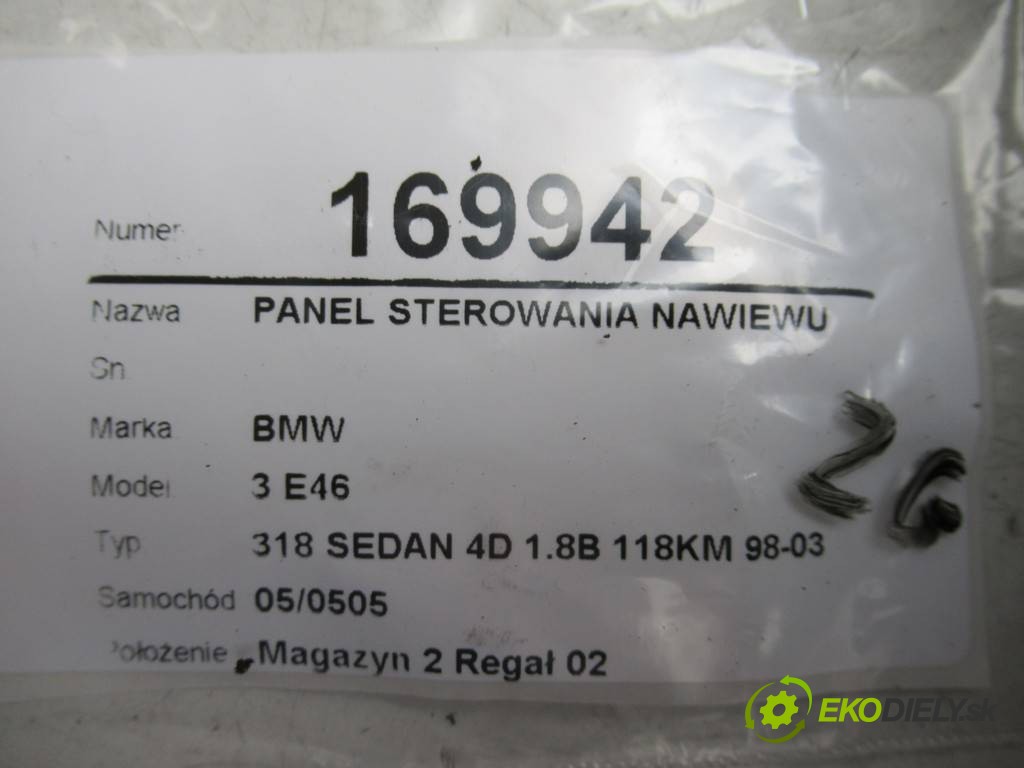 Numer 169942
Nazwa PANEL STEROWANIA NAWIEWU
Sn
Marka BMW
Model 3 E46
Typ 318 SEDAN 4D 1.8B 118KM 98-03
Samochód 05/0505
Położenie Magazyn 2 Regał 02
26
EKODIELY.sk